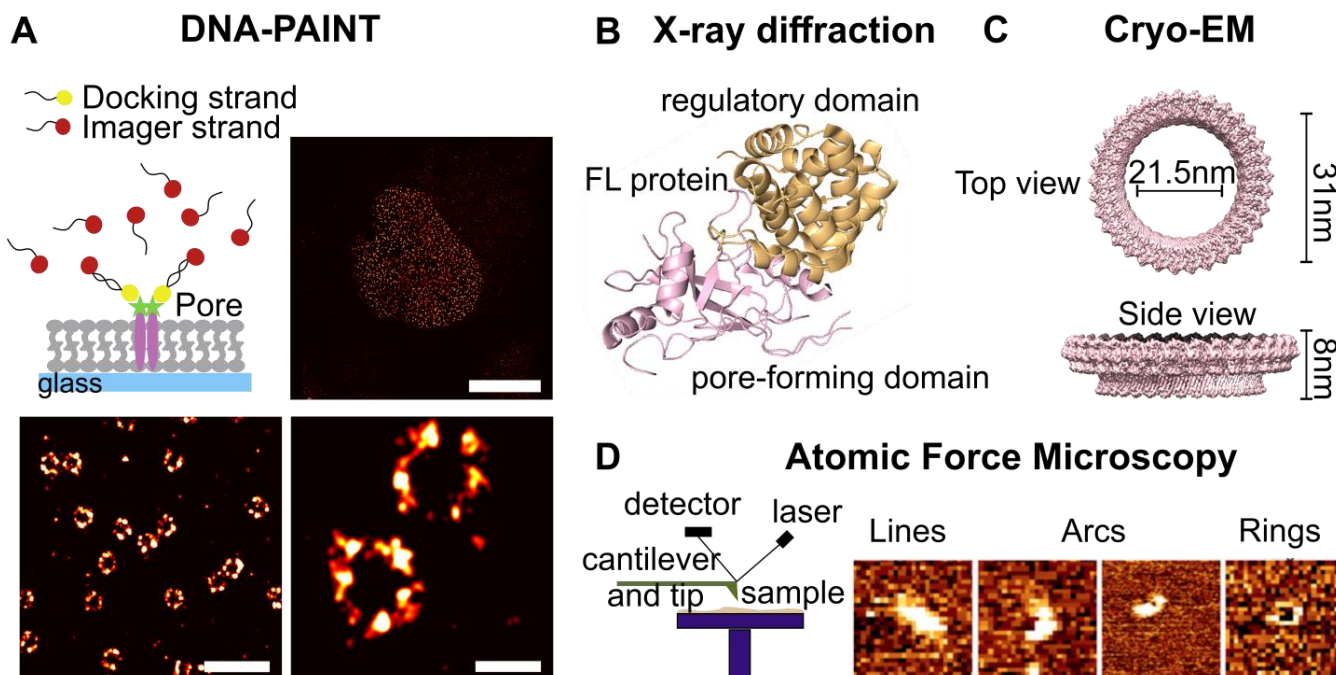 A
DNA-PAINT
Docking strand
Imager strand
Pore
glass
B
X-ray diffraction
regulatory domain
FL protein
pore-forming domain
C
Cryo-EM
Top view
21.5nm
31nm
Side view
8nm
D
Atomic Force Microscopy
detector
laser
cantilever
and tip
sample
Lines
Arcs
Rings